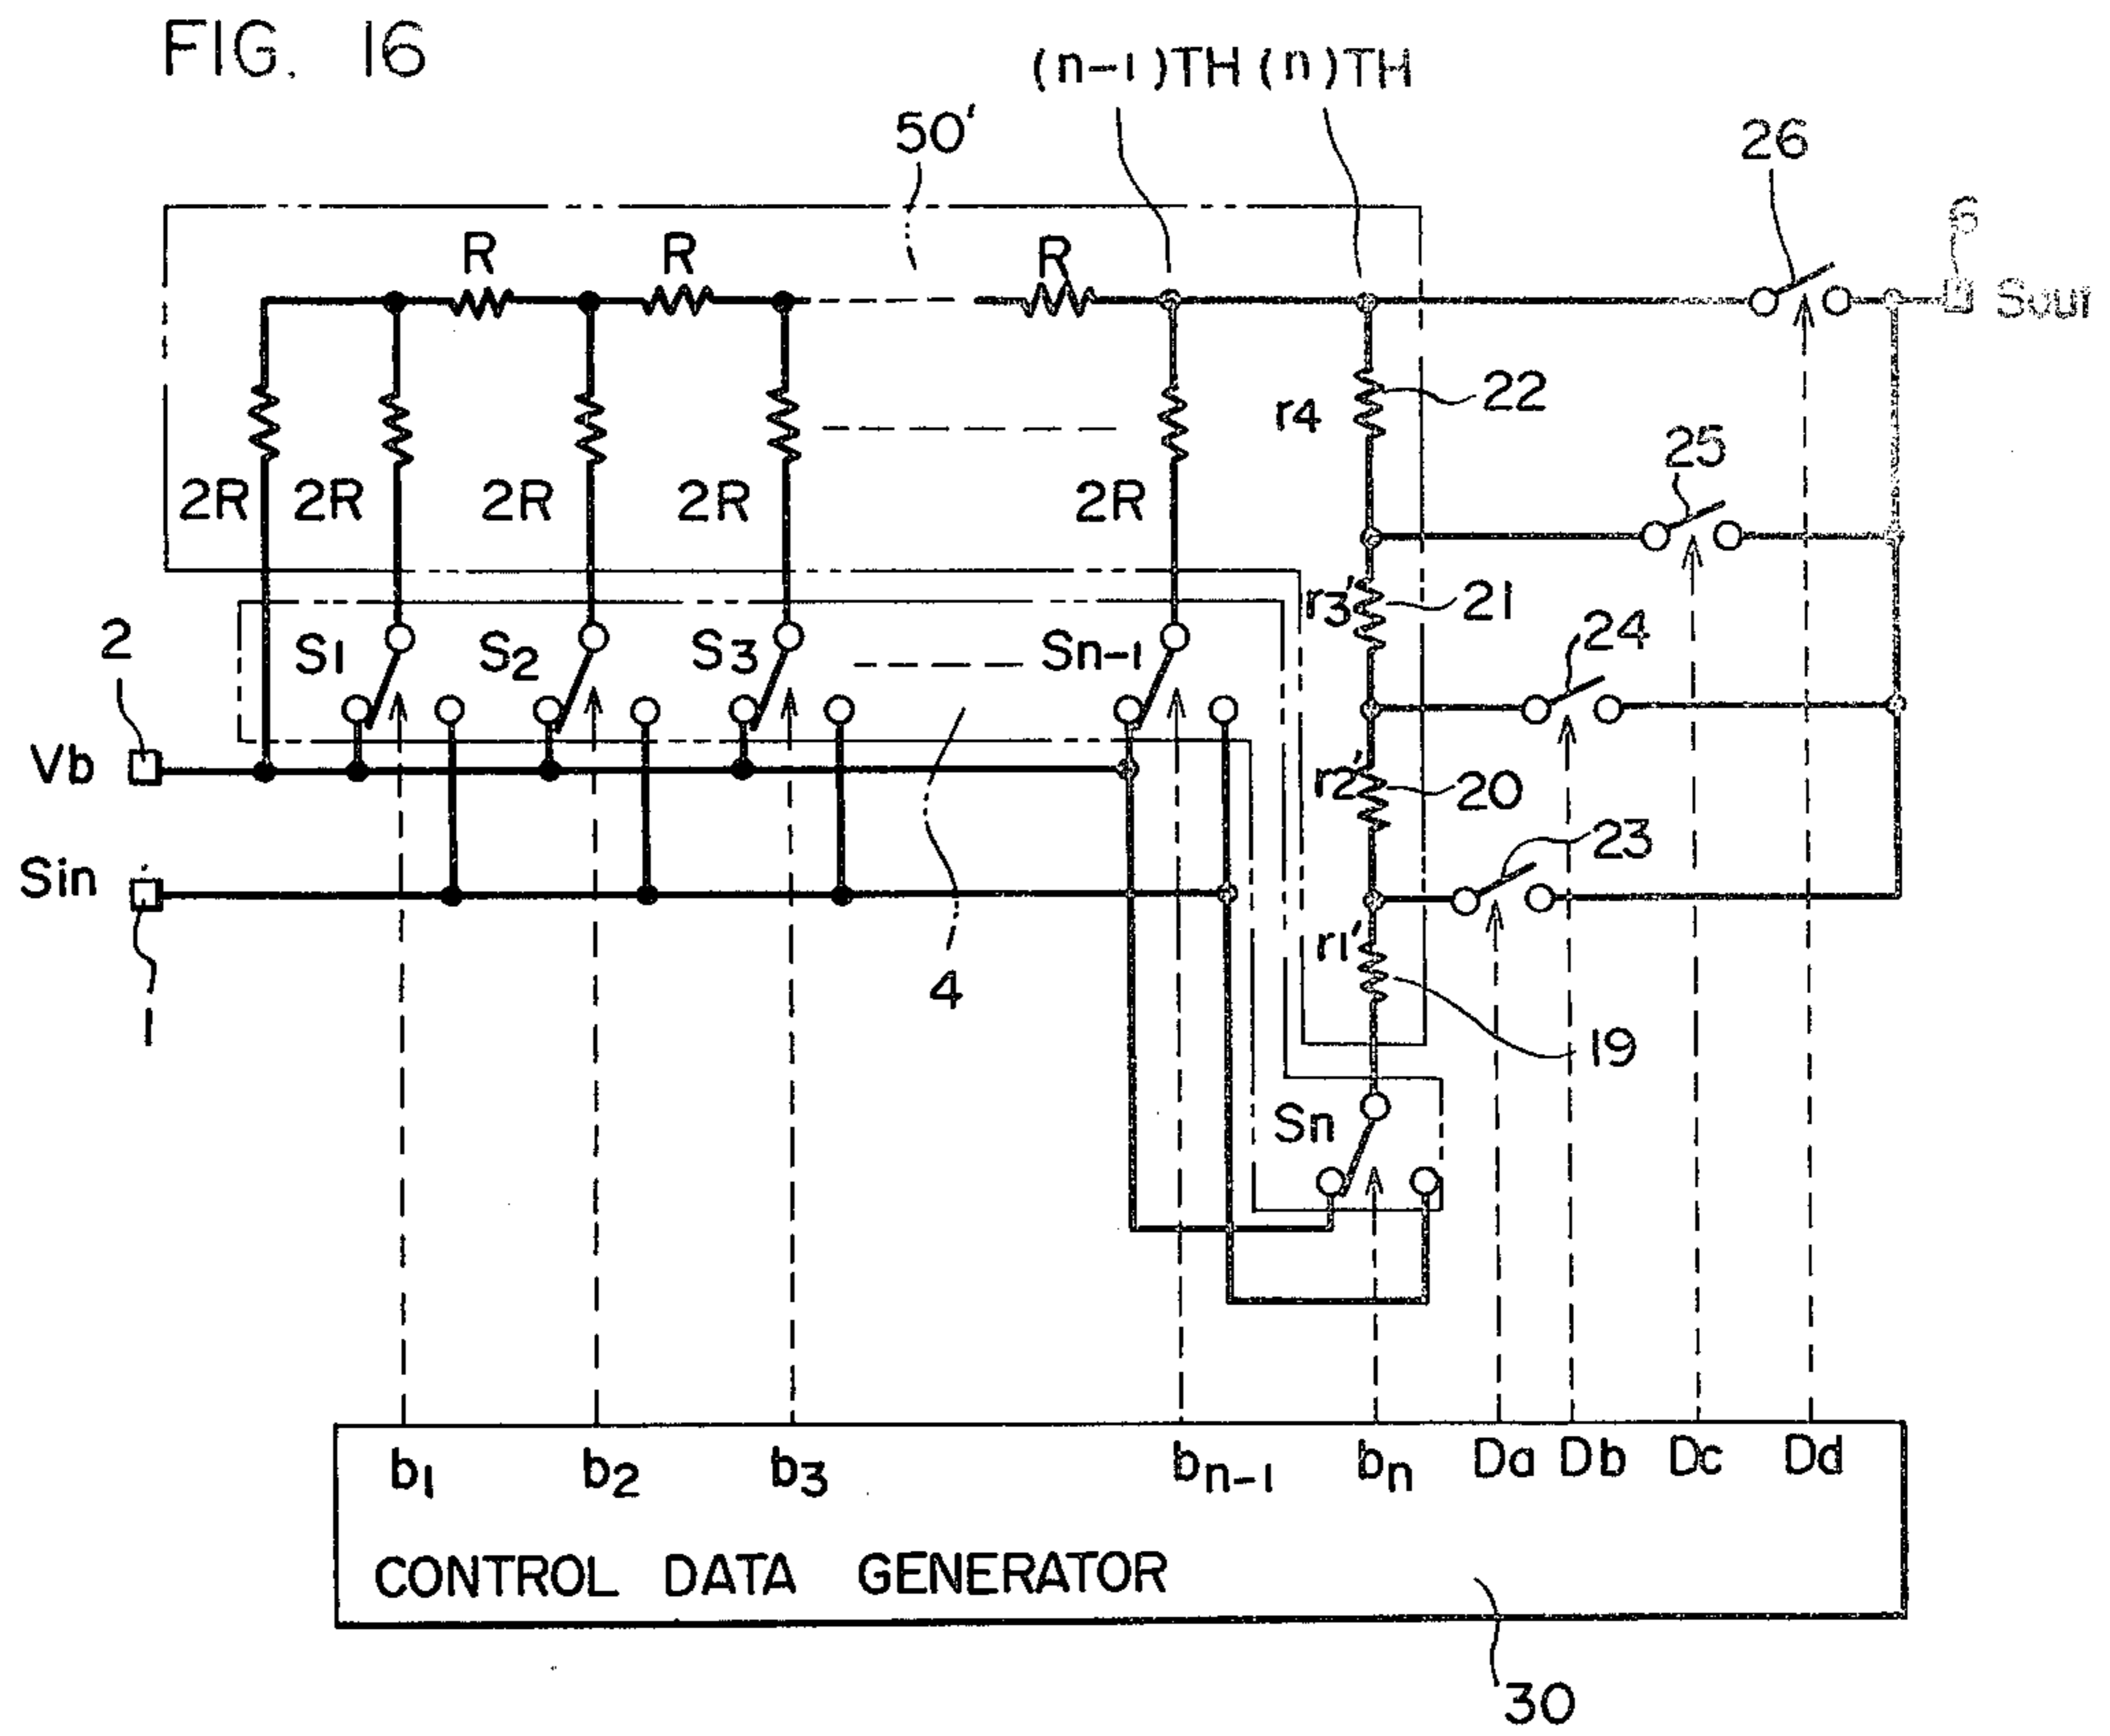 FIG. 16
(n-1)TH (n)TH
50'
26
6
R R R
Sout
r4 22
25
2R 2R 2R 2R 2R
r3' 21
24
2
S1 S2 S3 Sn-1
Vb
r2' 20
23
Sin
r1'
4
1
19
Sn
b1 b2 b3 bn-1 bn Da Db Dc Dd
CONTROL DATA GENERATOR
30